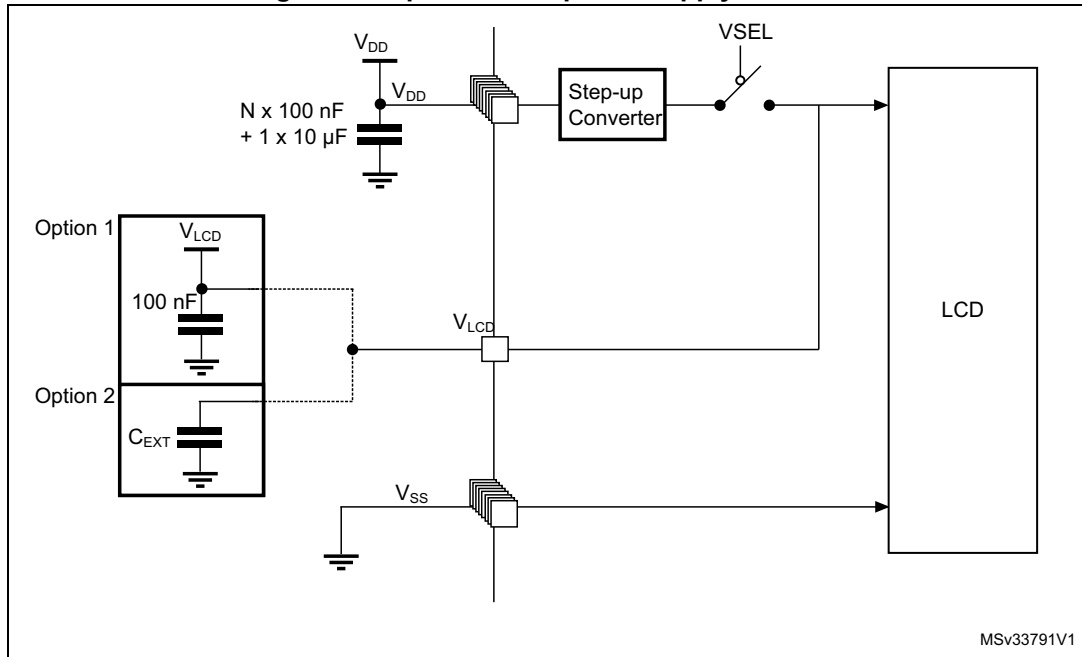 VSEL
VDD
VDD
N x 100 nF
+ 1 x 10 µF
Step-up
Converter
Option 1
VLCD
100 nF
VLCD
LCD
Option 2
CEXT
VSS
MSv33791V1